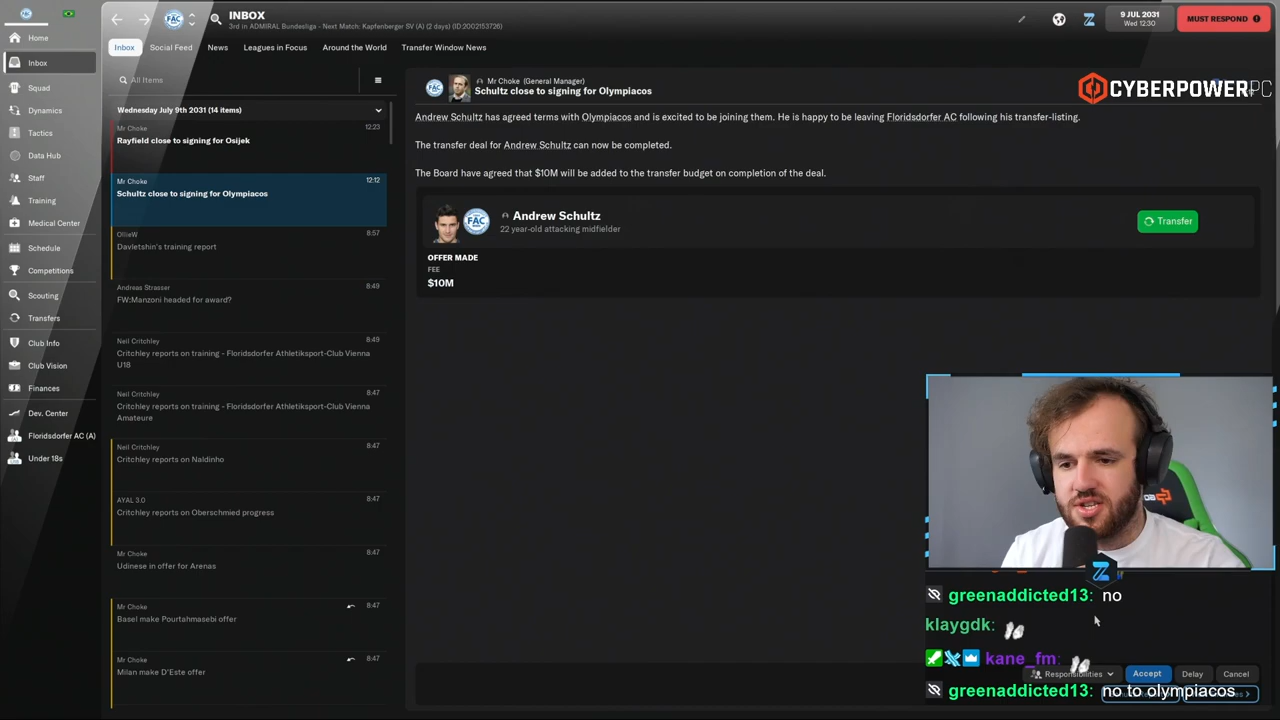 INBOX
3rd in ADMIRAL Bundesliga - Next Match: Kapfenberger SV (A) (2 days) (ID:2002153726)
9 JUL 2031
Wed 12:30
MUST RESPOND
Home
Inbox
Squad
Dynamics
Tactics
Data Hub
Staff
Training
Medical Center
Schedule
Competitions
Scouting
Transfers
Club Info
Club Vision
Finances
Dev. Center
Floridsdorfer AC (A)
Under 18s
Inbox
Social Feed
News
Leagues in Focus
Around the World
Transfer Window News
All Items
Wednesday July 9th 2031 (14 items)
Mr Choke
12:23
Rayfield close to signing for Osijek
Mr Choke
12:12
Schultz close to signing for Olympiacos
OllieW
8:57
Davletshin's training report
Andreas Strasser
8:49
FW:Manzoni headed for award?
Neil Critchley
8:49
Critchley reports on training - Floridsdorfer Athletiksport-Club Vienna
U18
Neil Critchley
8:47
Critchley reports on training - Floridsdorfer Athletiksport-Club Vienna
Amateure
Neil Critchley
8:47
Critchley reports on Naldinho
AYAL 3.0
8:47
Critchley reports on Oberschmied progress
Mr Choke
8:47
Udinese in offer for Arenas
Mr Choke
8:47
Basel make Pourtahmasebi offer
Mr Choke
8:47
Milan make D'Este offer
Mr Choke (General Manager)
Schultz close to signing for Olympiacos
CYBERPOWERPC
Andrew Schultz has agreed terms with Olympiacos and is excited to be joining them. He is happy to be leaving Floridsdorfer AC following his transfer-listing.
The transfer deal for Andrew Schultz can now be completed.
The Board have agreed that $10M will be added to the transfer budget on completion of the deal.
Andrew Schultz
22 year-old attacking midfielder
Transfer
OFFER MADE
FEE
$10M
greenaddicted13: no
klaygdk:
kane_fm:
Responsibilities
Accept
Delay
Cancel
greenaddicted13: no to olympiacos